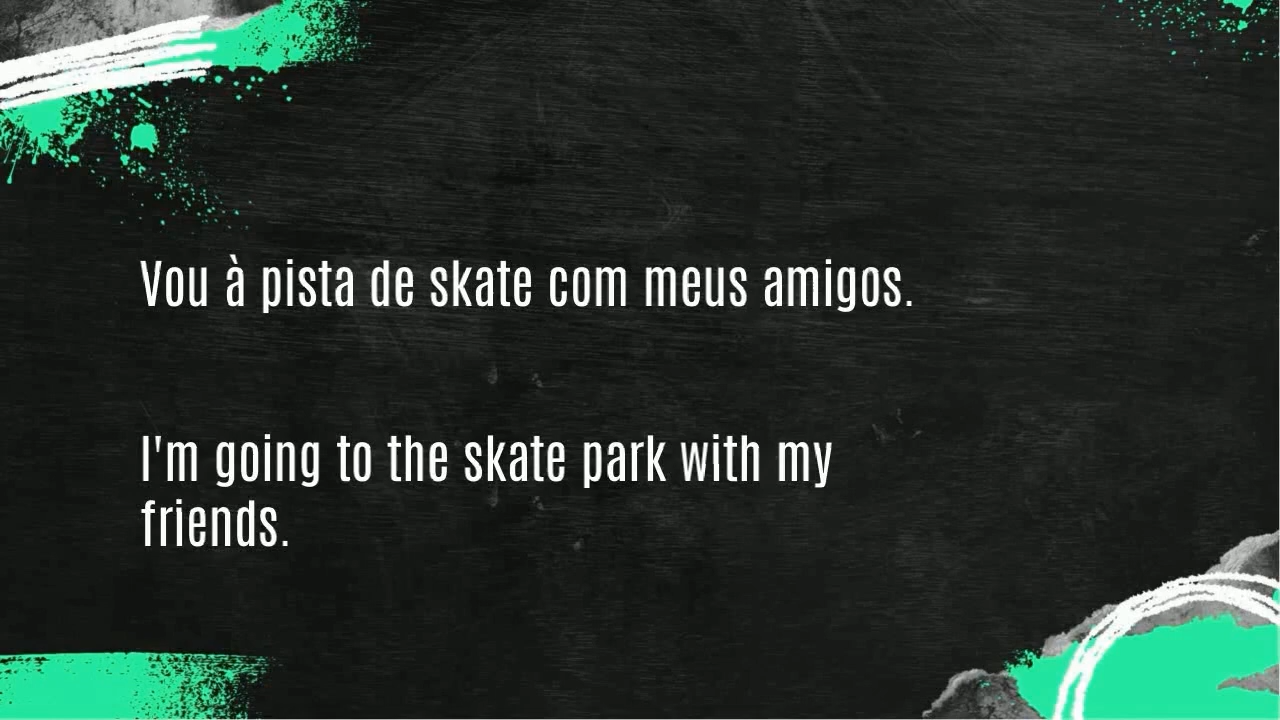 Vou à pista de skate com meus amigos.
I'm going to the skate park with my
friends.